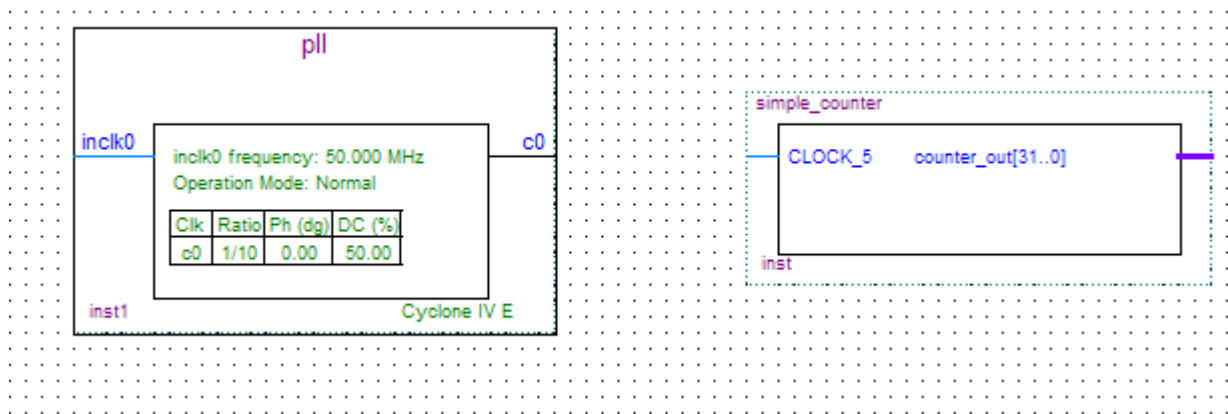 pll
inclk0
c0
inclk0 frequency: 50.000 MHz
Operation Mode: Normal
Clk Ratio Ph (dg) DC (%)
c0 1/10 0.00 50.00
inst1
Cyclone IV E
simple_counter
CLOCK_5 counter_out[31..0]
inst